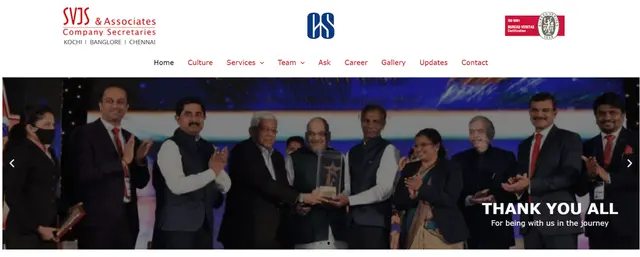 SVJS
& Associates
Company Secretaries
KOCHI | BANGLORE | CHENNAI
CS
ISO 9001
BUREAU VERITAS
Certification
Home Culture Services Team Ask Career Gallery Updates Contact
THANK YOU ALL
For being with us in the journey